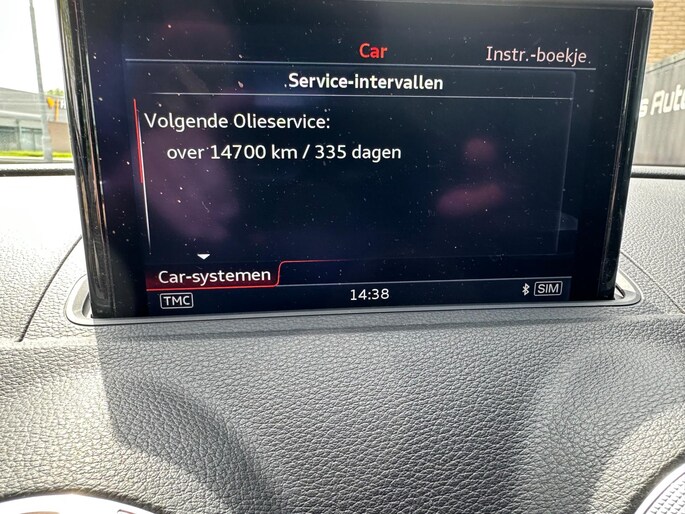 Car
Instr.-boekje
Service-intervallen
Volgende Olieservice:
over 14700 km / 335 dagen
Car-systemen
TMC
14:38
SIM